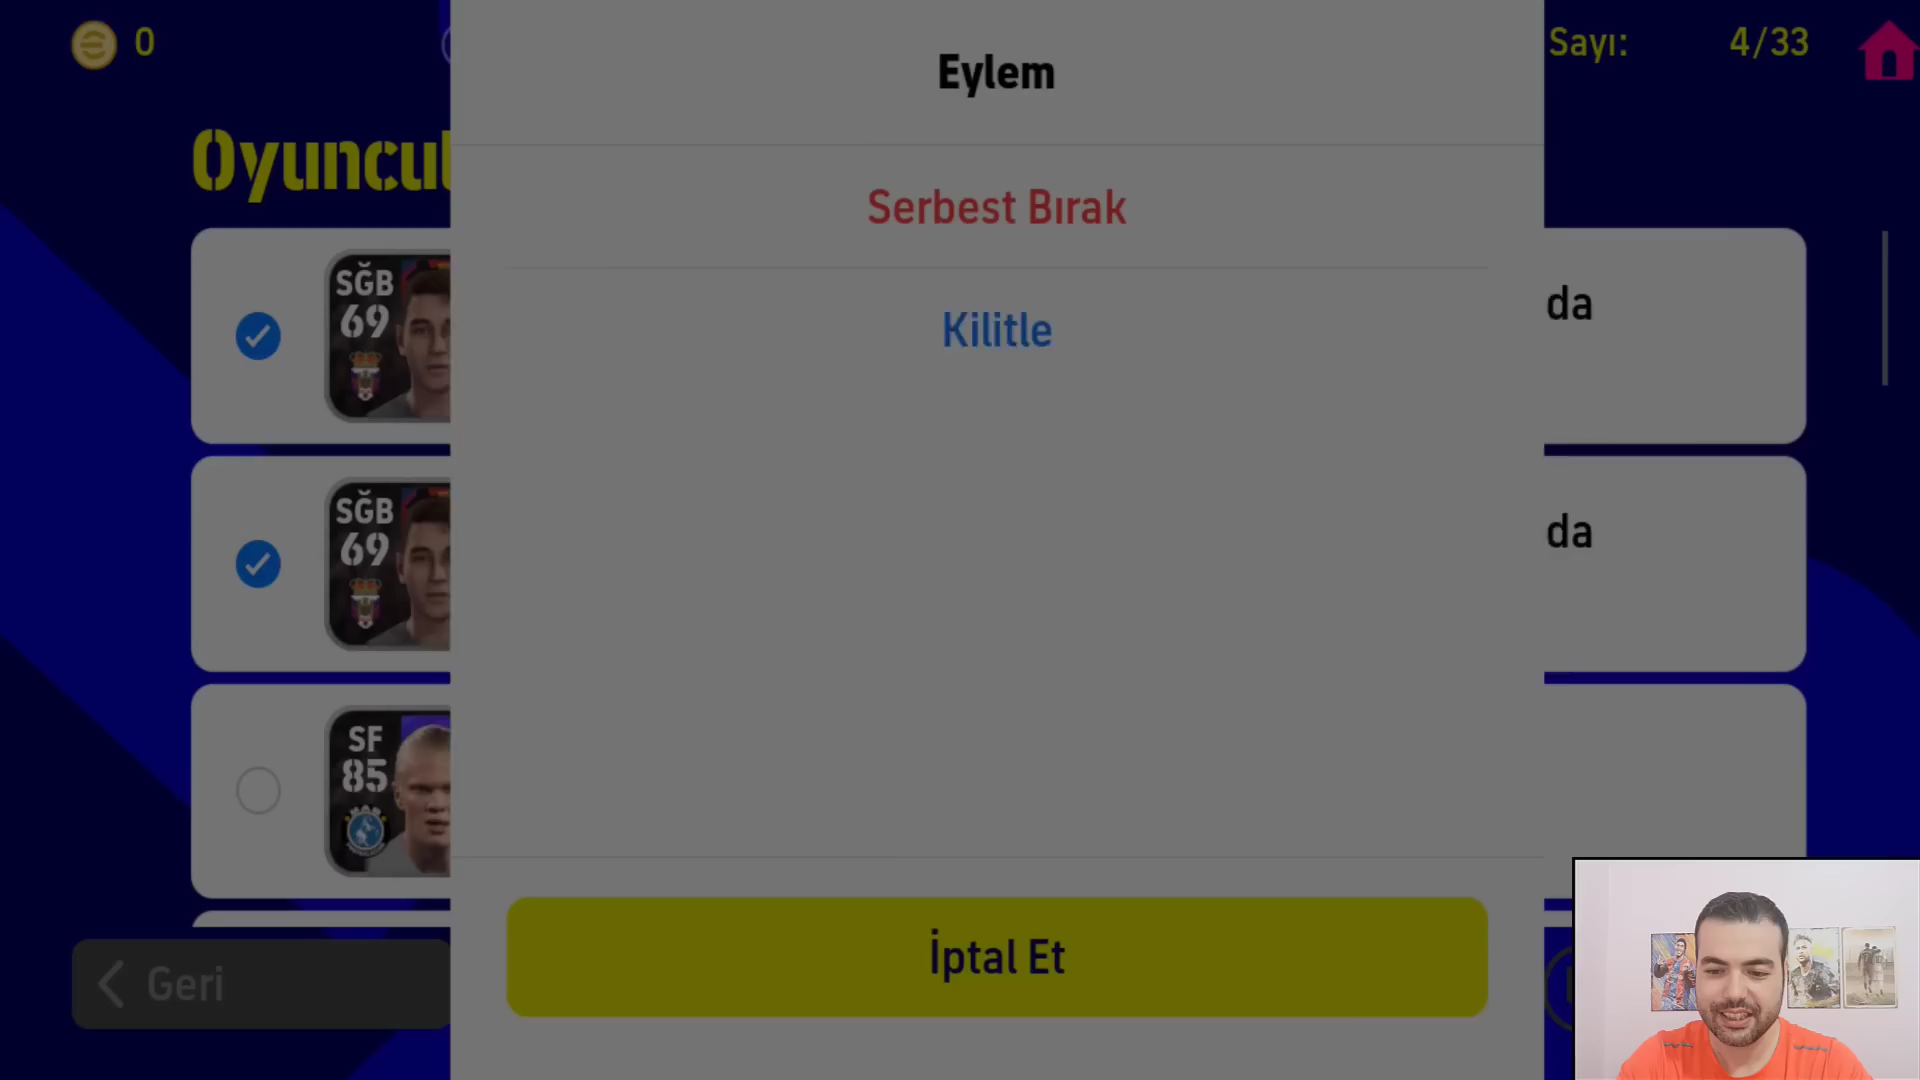 0
Eylem
Sayı:
4/33
Oyuncul
Serbest Bırak
SĞB
69
da
Kilitle
SĞB
69
da
SF
85
İptal Et
Geri